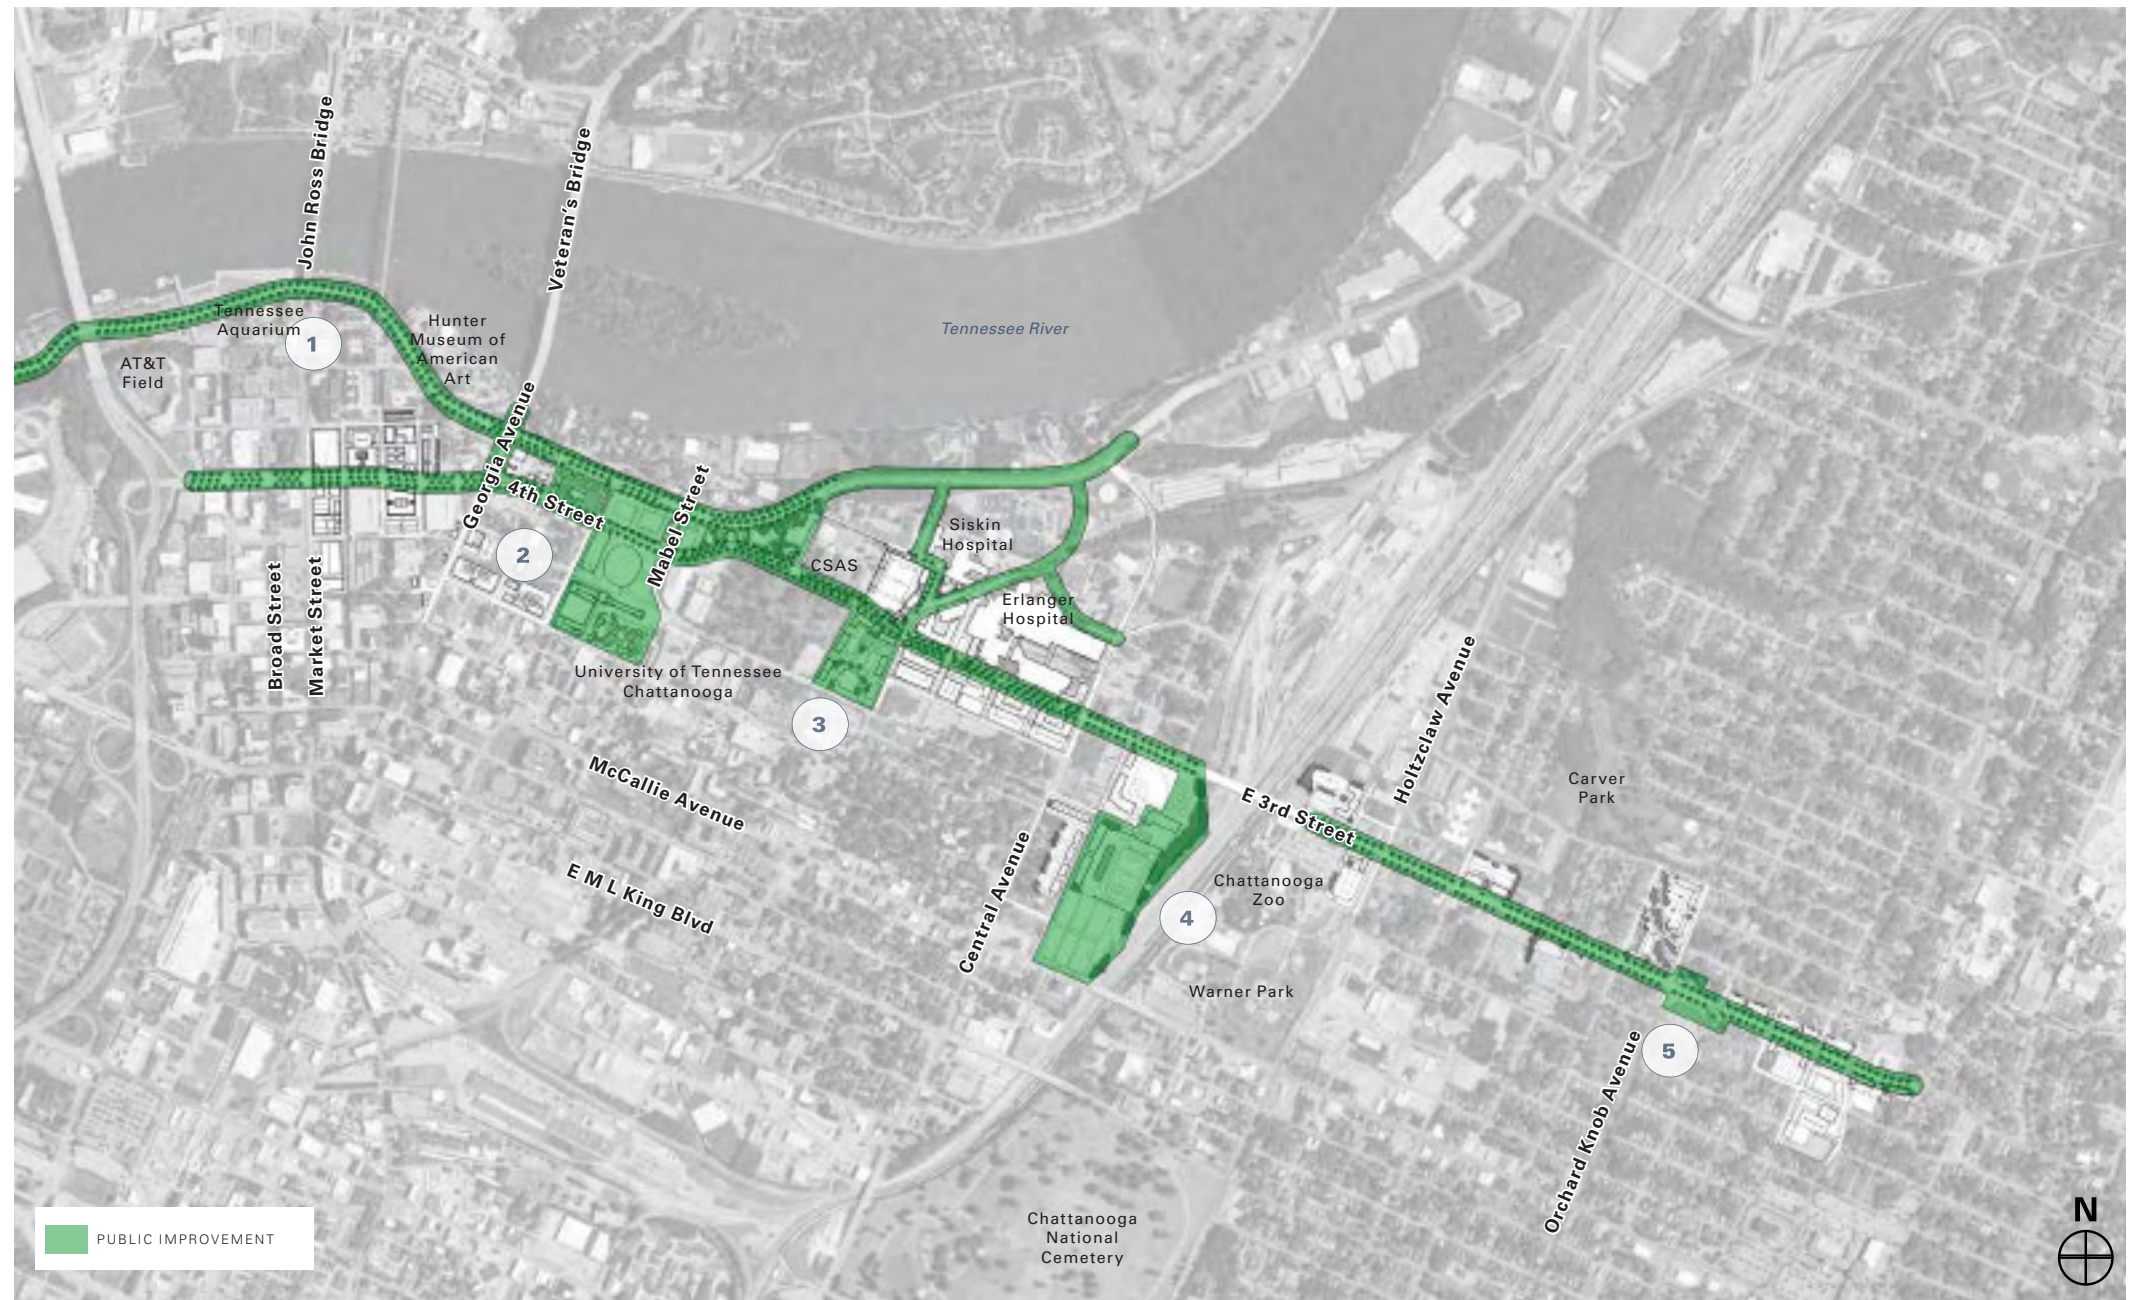 John Ross Bridge
Veteran's Bridge
Tennessee
Aquarium
1
Hunter
Museum of
American
Art
Tennessee River
AT&T
Field
Georgia Avenue
4th Street
Mabel Street
2
Siskin
Hospital
CSAS
Erlanger
Hospital
Broad Street
Market Street
University of Tennessee
Chattanooga
3
Holtzclaw Avenue
McCallie Avenue
E 3rd Street
Carver
Park
E M L King Blvd
Central Avenue
Chattanooga
Zoo
4
Warner Park
5
Orchard Knob Avenue
Chattanooga
National
Cemetery
PUBLIC IMPROVEMENT
N